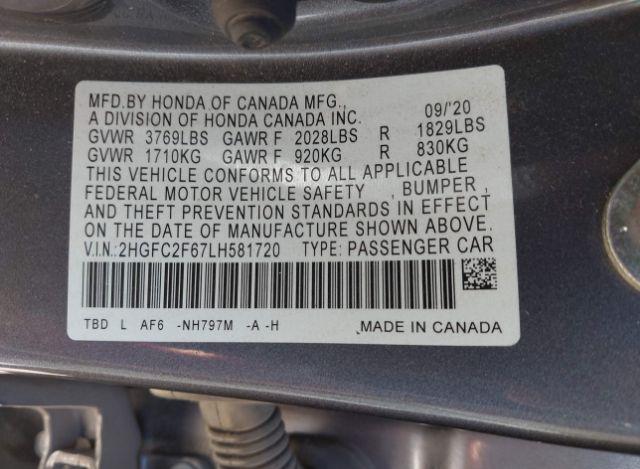 MFD.BY HONDA OF CANADA MFG., 09/'20
A DIVISION OF HONDA CANADA INC.
GVWR 3769LBS GAWR F 2028LBS R 1829LBS
GVWR 1710KG GAWR F 920KG R 830KG
THIS VEHICLE CONFORMS TO ALL APPLICABLE
FEDERAL MOTOR VEHICLE SAFETY , BUMPER ,
AND THEFT PREVENTION STANDARDS IN EFFECT
ON THE DATE OF MANUFACTURE SHOWN ABOVE.
V.I.N.:2HGFC2F67LH581720 TYPE: PASSENGER CAR
TBD L AF6 -NH797M -A -H MADE IN CANADA